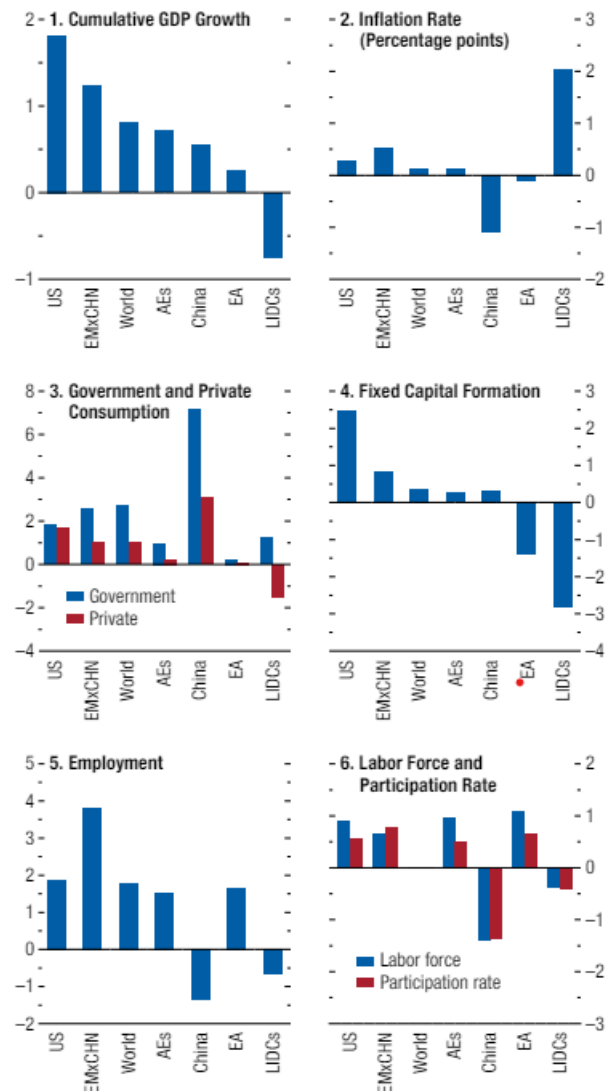 1. Cumulative GDP Growth
2
1
0
–1
US
EMxCHN
World
AEs
China
EA
LIDCs
2. Inflation Rate
(Percentage points)
3
2
1
0
–1
–2
US
EMxCHN
World
AEs
China
EA
LIDCs
3. Government and Private
Consumption
8
6
4
2
0
–2
–4
Government
Private
US
EMxCHN
World
AEs
China
EA
LIDCs
4. Fixed Capital Formation
3
2
1
0
–1
–2
–3
–4
US
EMxCHN
World
AEs
China
EA
LIDCs
5. Employment
5
4
3
2
1
0
–1
–2
US
EMxCHN
World
AEs
China
EA
LIDCs
6. Labor Force and
Participation Rate
2
1
0
–1
–2
–3
Labor force
Participation rate
US
EMxCHN
World
AEs
China
EA
LIDCs